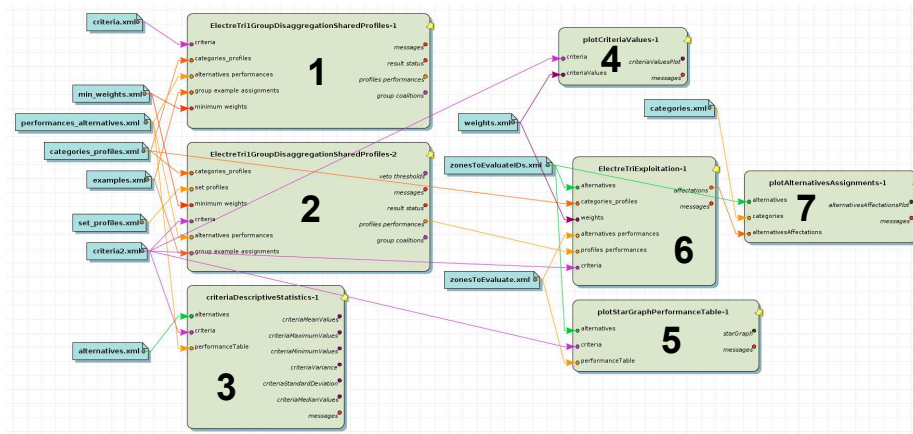 criteria.xml
min_weights.xml
performances_alternatives.xml
categories_profiles.xml
examples.xml
set_profiles.xml
criteria2.xml
alternatives.xml
ElectreTri1GroupDisaggregationSharedProfiles-1
criteria
categories_profiles
alternatives performances
group example assignments
minimum weights
1
messages
result status
profiles performances
group coalitions
ElectreTri1GroupDisaggregationSharedProfiles-2
categories_profiles
set profiles
minimum weights
criteria
alternatives performances
group example assignments
2
veto thresholds
messages
result status
profiles performances
group coalitions
criteriaDescriptiveStatistics-1
alternatives
criteria
performanceTable
3
criteriaMeanValues
criteriaMaximumValues
criteriaMinimumValues
criteriaVariance
criteriaStandardDeviation
criteriaMedianValues
messages
plotCriteriaValues-1
criteria
criteriaValues
4
criteriaValuesPlot
messages
weights.xml
categories.xml
zonesToEvaluateIDs.xml
zonesToEvaluate.xml
ElectreTriExploitation-1
alternatives
categories_profiles
weights
alternatives performances
profiles performances
criteria
6
affectations
messages
plotStarGraphPerformanceTable-1
alternatives
criteria
performanceTable
5
starGraph
messages
plotAlternativesAssignments-1
alternatives
categories
alternativesAffectations
7
alternativesAffectationsPlot
messages